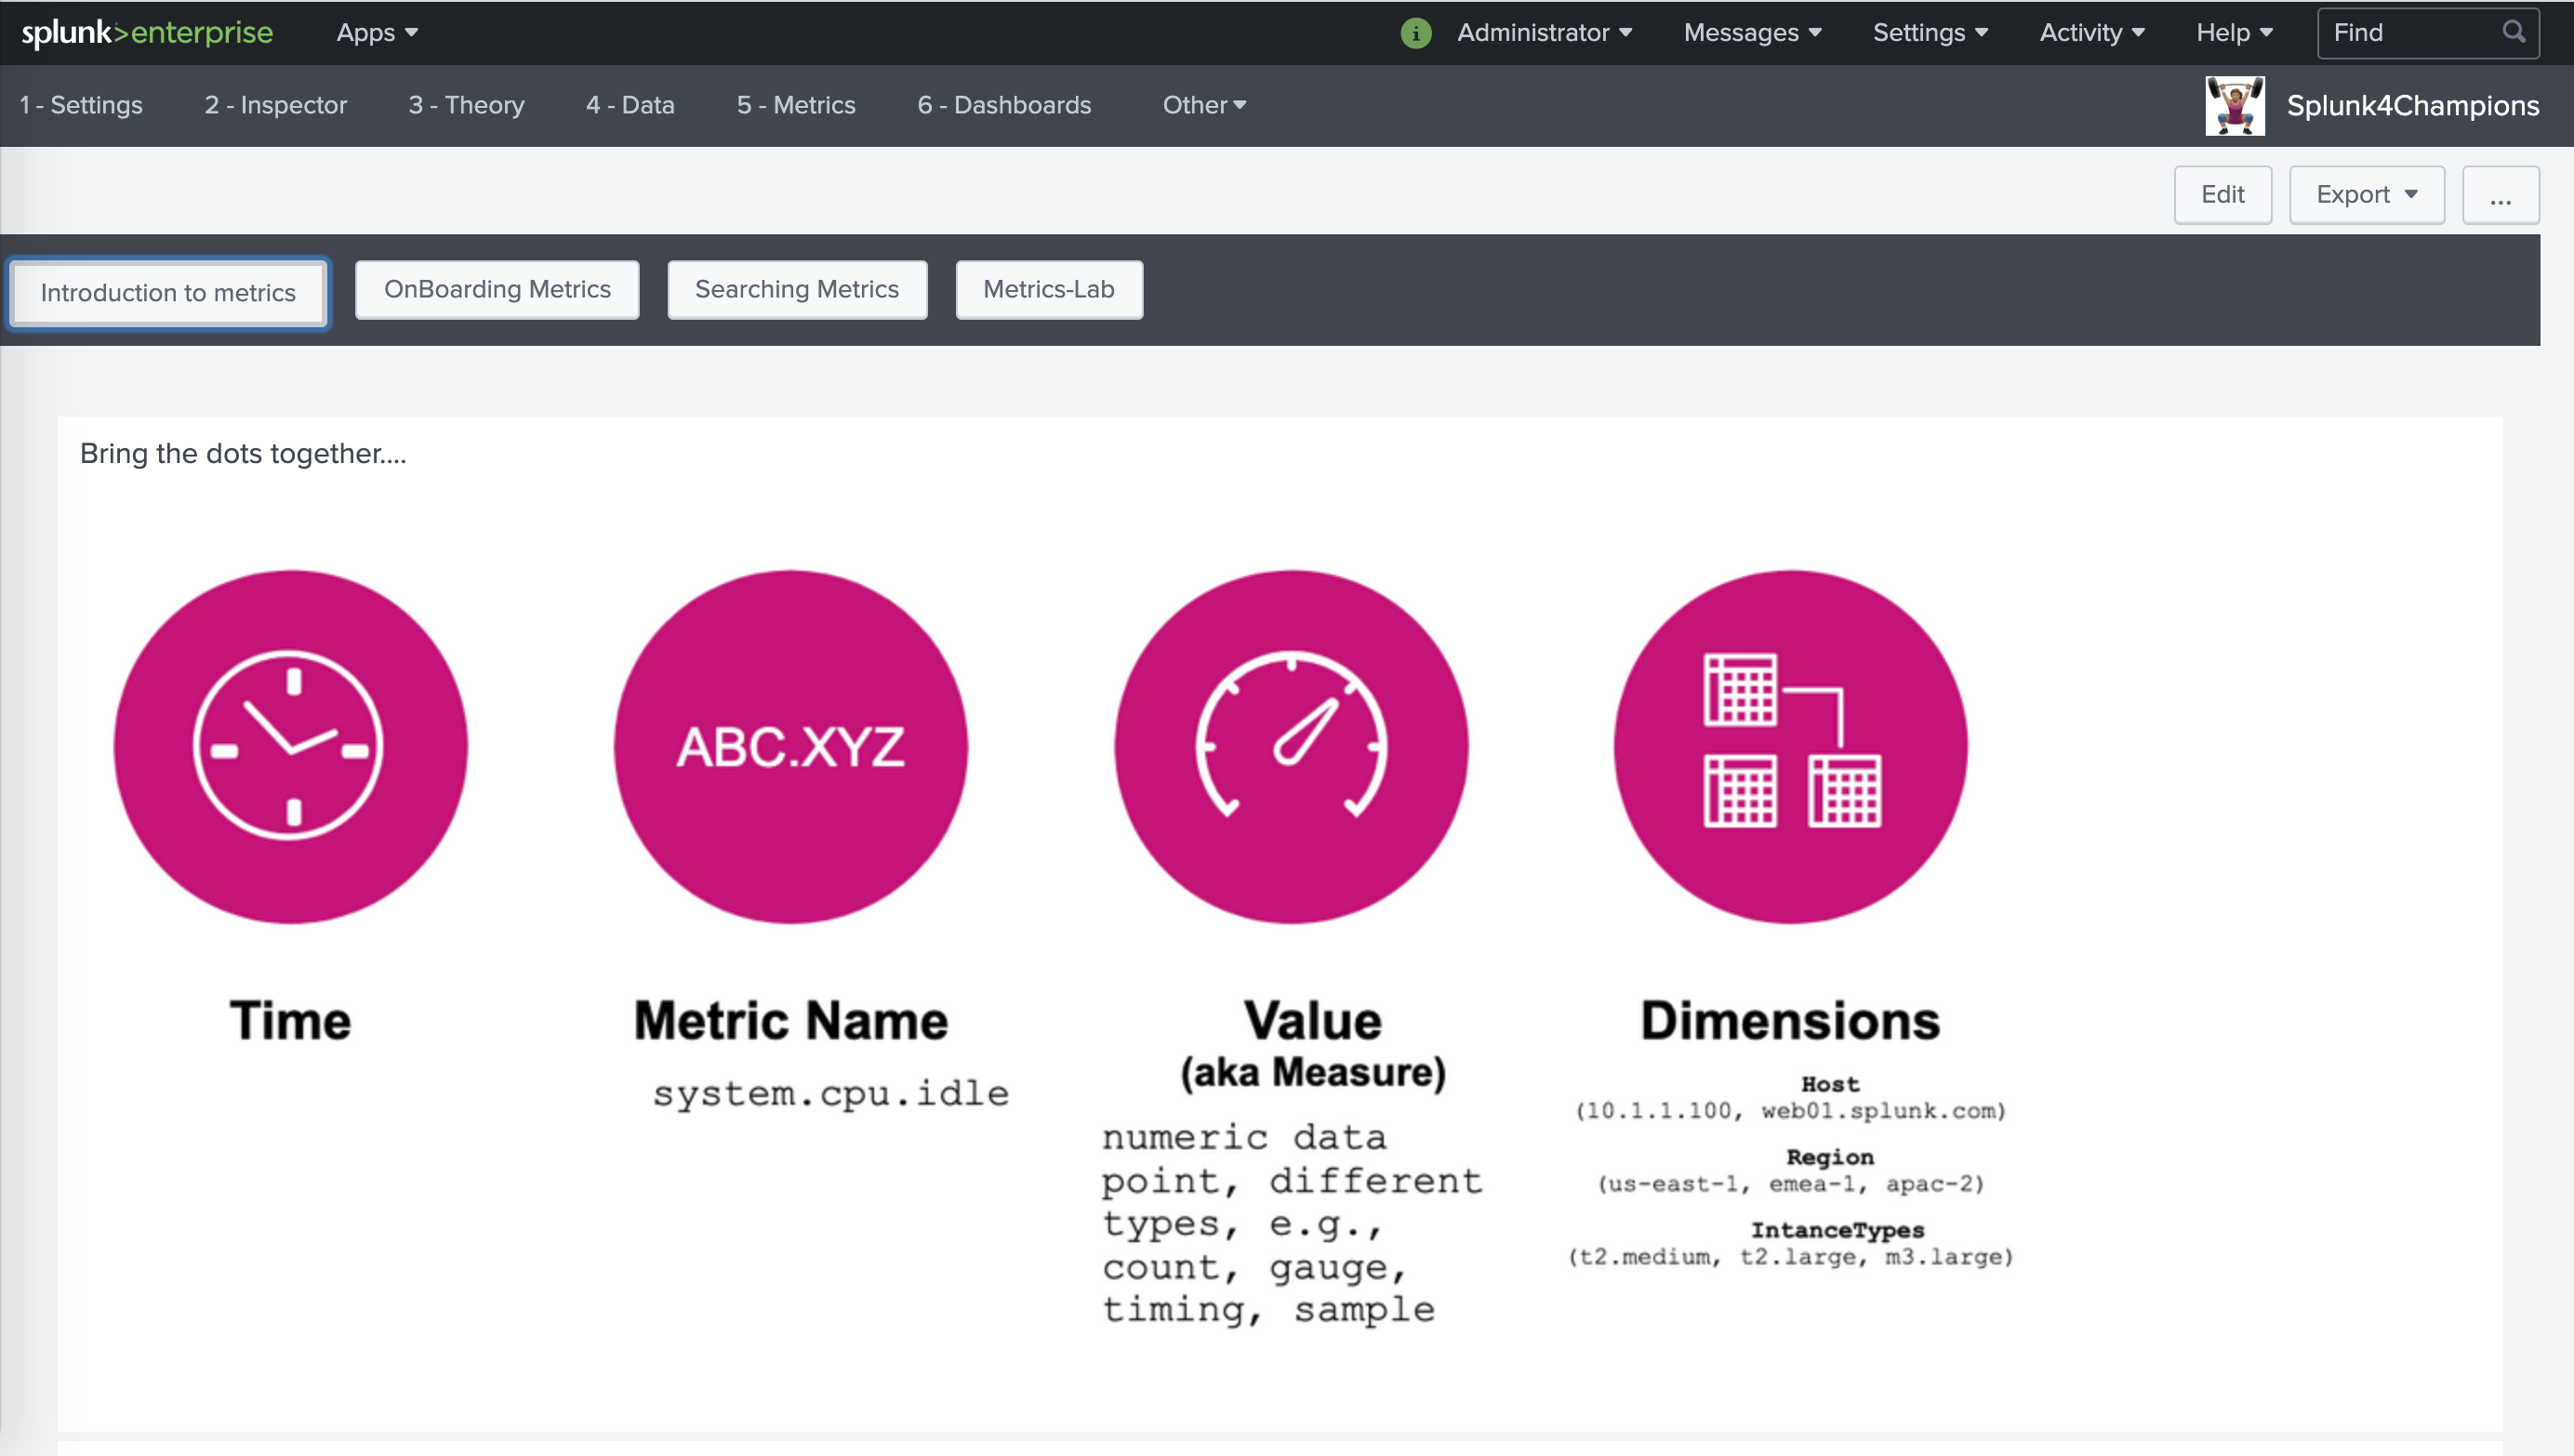 splunk>enterprise Apps Administrator Messages Settings Activity Help Find
1 - Settings 2 - Inspector 3 - Theory 4 - Data 5 - Metrics 6 - Dashboards Other Splunk4Champions
Edit Export ...
Introduction to metrics OnBoarding Metrics Searching Metrics Metrics-Lab
Bring the dots together....
ABC.XYZ
Time
Metric Name
system.cpu.idle
Value
(aka Measure)
numeric data
point, different
types, e.g.,
count, gauge,
timing, sample
Dimensions
Host
(10.1.1.100, web01.splunk.com)
Region
(us-east-1, emea-1, apac-2)
IntanceTypes
(t2.medium, t2.large, m3.large)